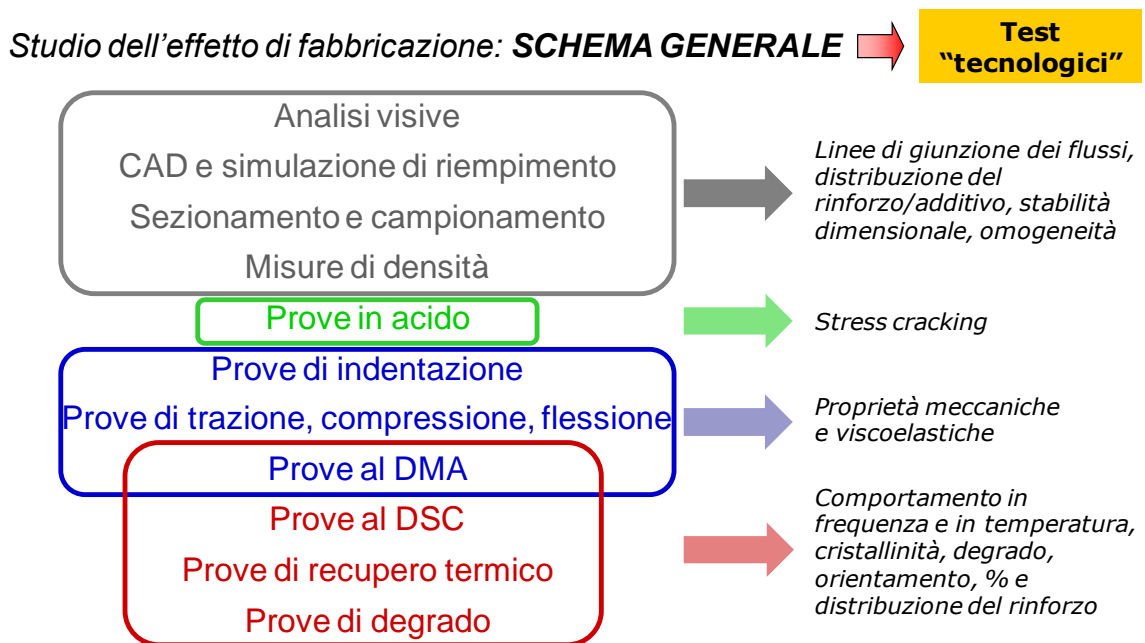 Studio dell'effetto di fabbricazione: SCHEMA GENERALE
Test
“tecnologici”
Analisi visive
CAD e simulazione di riempimento
Sezionamento e campionamento
Misure di densità
Linee di giunzione dei flussi,
distribuzione del
rinforzo/additivo, stabilità
dimensionale, omogeneità
Prove in acido
Stress cracking
Prove di indentazione
Prove di trazione, compressione, flessione
Prove al DMA
Proprietà meccaniche
e viscoelastiche
Prove al DSC
Prove di recupero termico
Prove di degrado
Comportamento in
frequenza e in temperatura,
cristallinità, degrado,
orientamento, % e
distribuzione del rinforzo